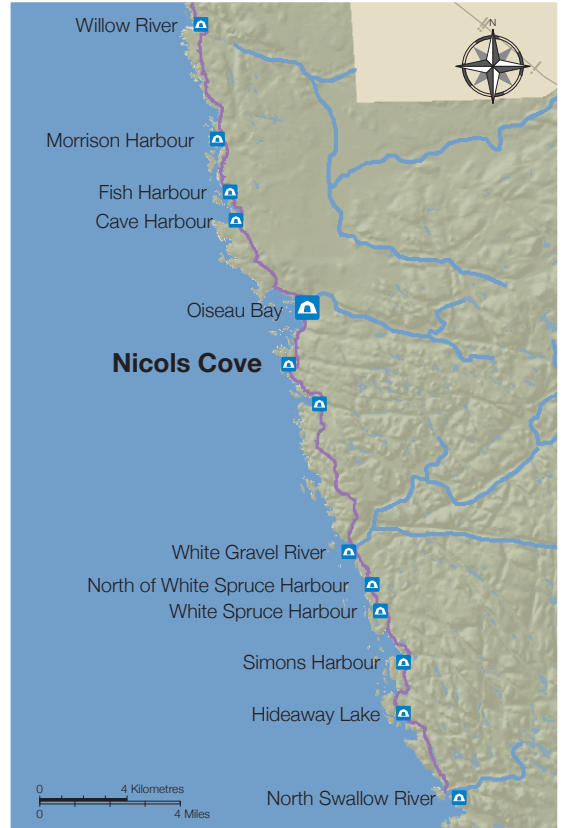 Willow River
N
Morrison Harbour
Fish Harbour
Cave Harbour
Oiseau Bay
Nicols Cove
White Gravel River
North of White Spruce Harbour
White Spruce Harbour
Simons Harbour
Hideaway Lake
North Swallow River
0 4 Kilometres
0 4 Miles